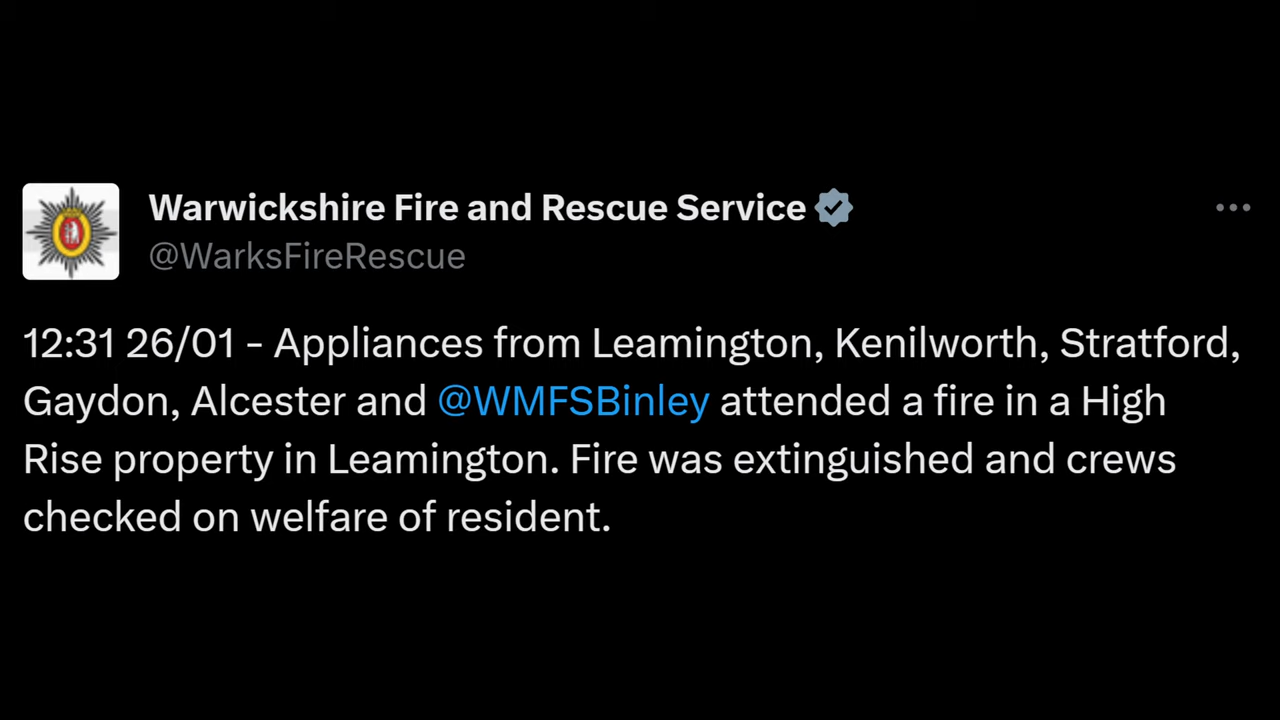 Warwickshire Fire and Rescue Service
@WarksFireRescue
12:31 26/01 - Appliances from Leamington, Kenilworth, Stratford,
Gaydon, Alcester and @WMFSBinley attended a fire in a High
Rise property in Leamington. Fire was extinguished and crews
checked on welfare of resident.